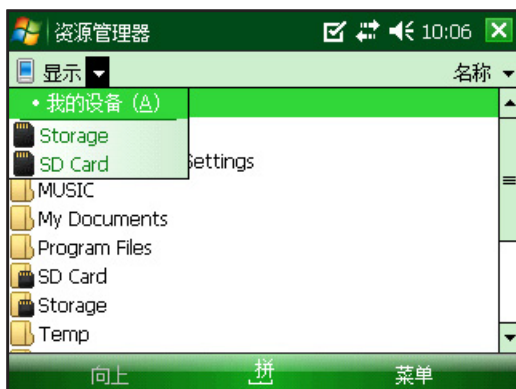 资源管理器 10:06
显示 名称
• 我的设备 (A)
Storage
SD Card Settings
MUSIC
My Documents
Program Files
SD Card
Storage
Temp
向上 拼 菜单